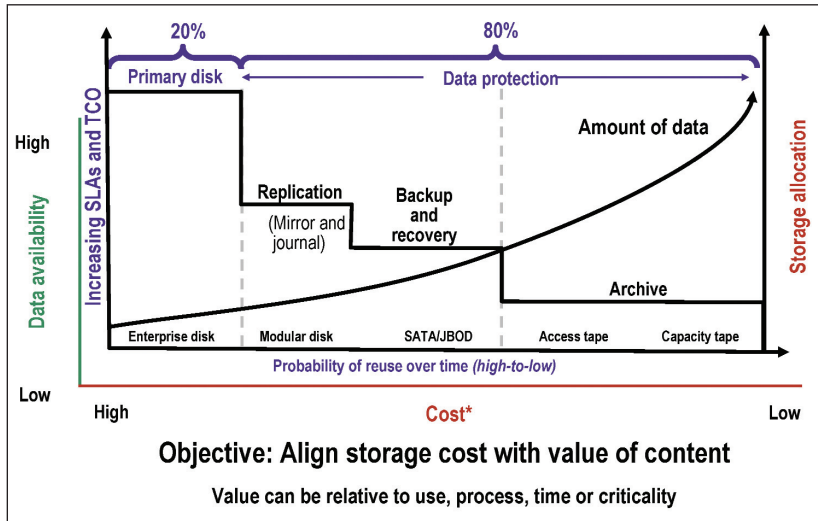 20%
80%
Primary disk
Data protection
Amount of data
High
Increasing SLAs and TCO
Data availability
Storage allocation
Replication
(Mirror and
journal)
Backup
and
recovery
Archive
Enterprise disk
Modular disk
SATA/JBOD
Access tape
Capacity tape
Probability of reuse over time (high-to-low)
Low
High
Cost*
Low
Objective: Align storage cost with value of content
Value can be relative to use, process, time or criticality